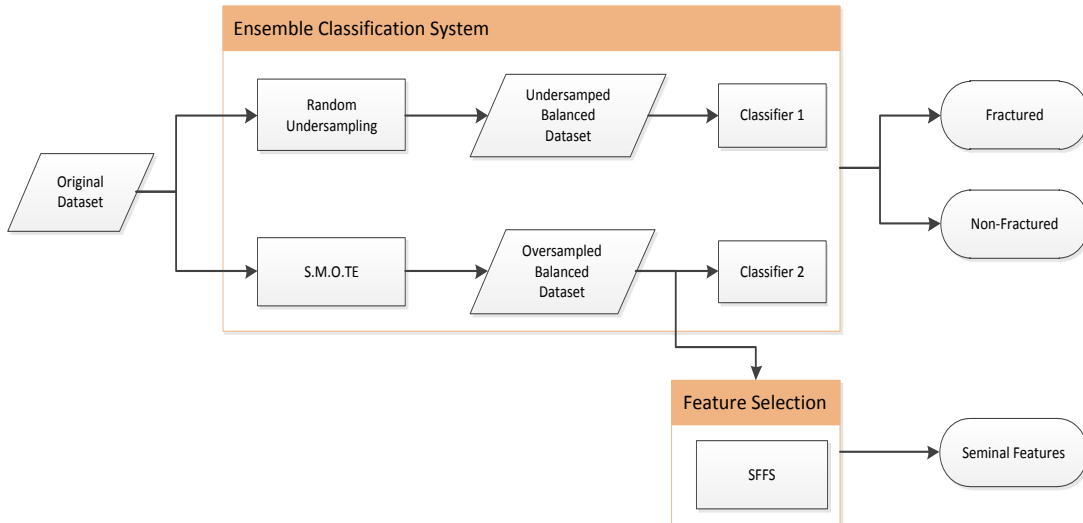 Ensemble Classification System
Random
Undersampling
Undersamped
Balanced
Dataset
Classifier 1
Fractured
Original
Dataset
Non-Fractured
S.M.O.TE
Oversampled
Balanced
Dataset
Classifier 2
Feature Selection
SFFS
Seminal Features